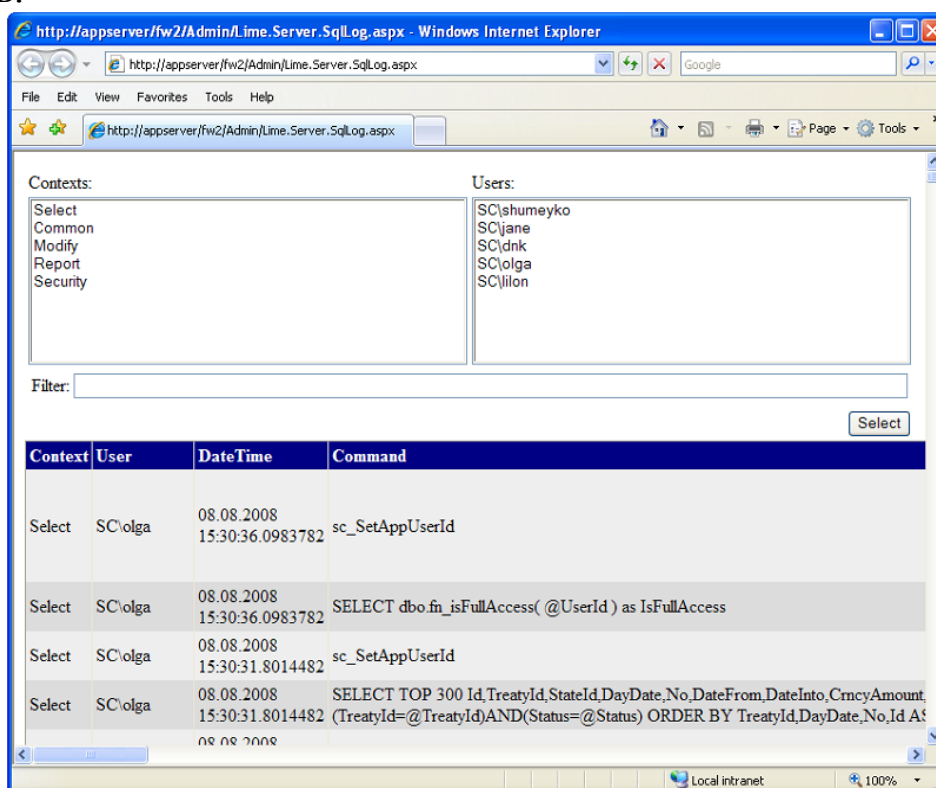 http://appserver/fw2/Admin/Lime.Server.SqlLog.aspx - Windows Internet Explorer
http://appserver/fw2/Admin/Lime.Server.SqlLog.aspx
Google
File Edit View Favorites Tools Help
http://appserver/fw2/Admin/Lime.Server.SqlLog.aspx
Page Tools
Contexts: Users:
Select
Common
Modify
Report
Security
SC\shumeyko
SC\jane
SC\dnk
SC\olga
SC\lilon
Filter:
Select
Context User DateTime Command
Select SC\olga 08.08.2008 15:30:36.0983782 sc_SetAppUserId
Select SC\olga 08.08.2008 15:30:36.0983782 SELECT dbo.fn_isFullAccess( @UserId ) as IsFullAccess
Select SC\olga 08.08.2008 15:30:31.8014482 sc_SetAppUserId
Select SC\olga 08.08.2008 15:30:31.8014482 SELECT TOP 300 Id,TreatyId,StateId,DayDate,No,DateFrom,DateInto,CrncyAmount,
(TreatyId=@TreatyId)AND(Status=@Status) ORDER BY TreatyId,DayDate,No,Id AS
08.08.2008
Local intranet 100%